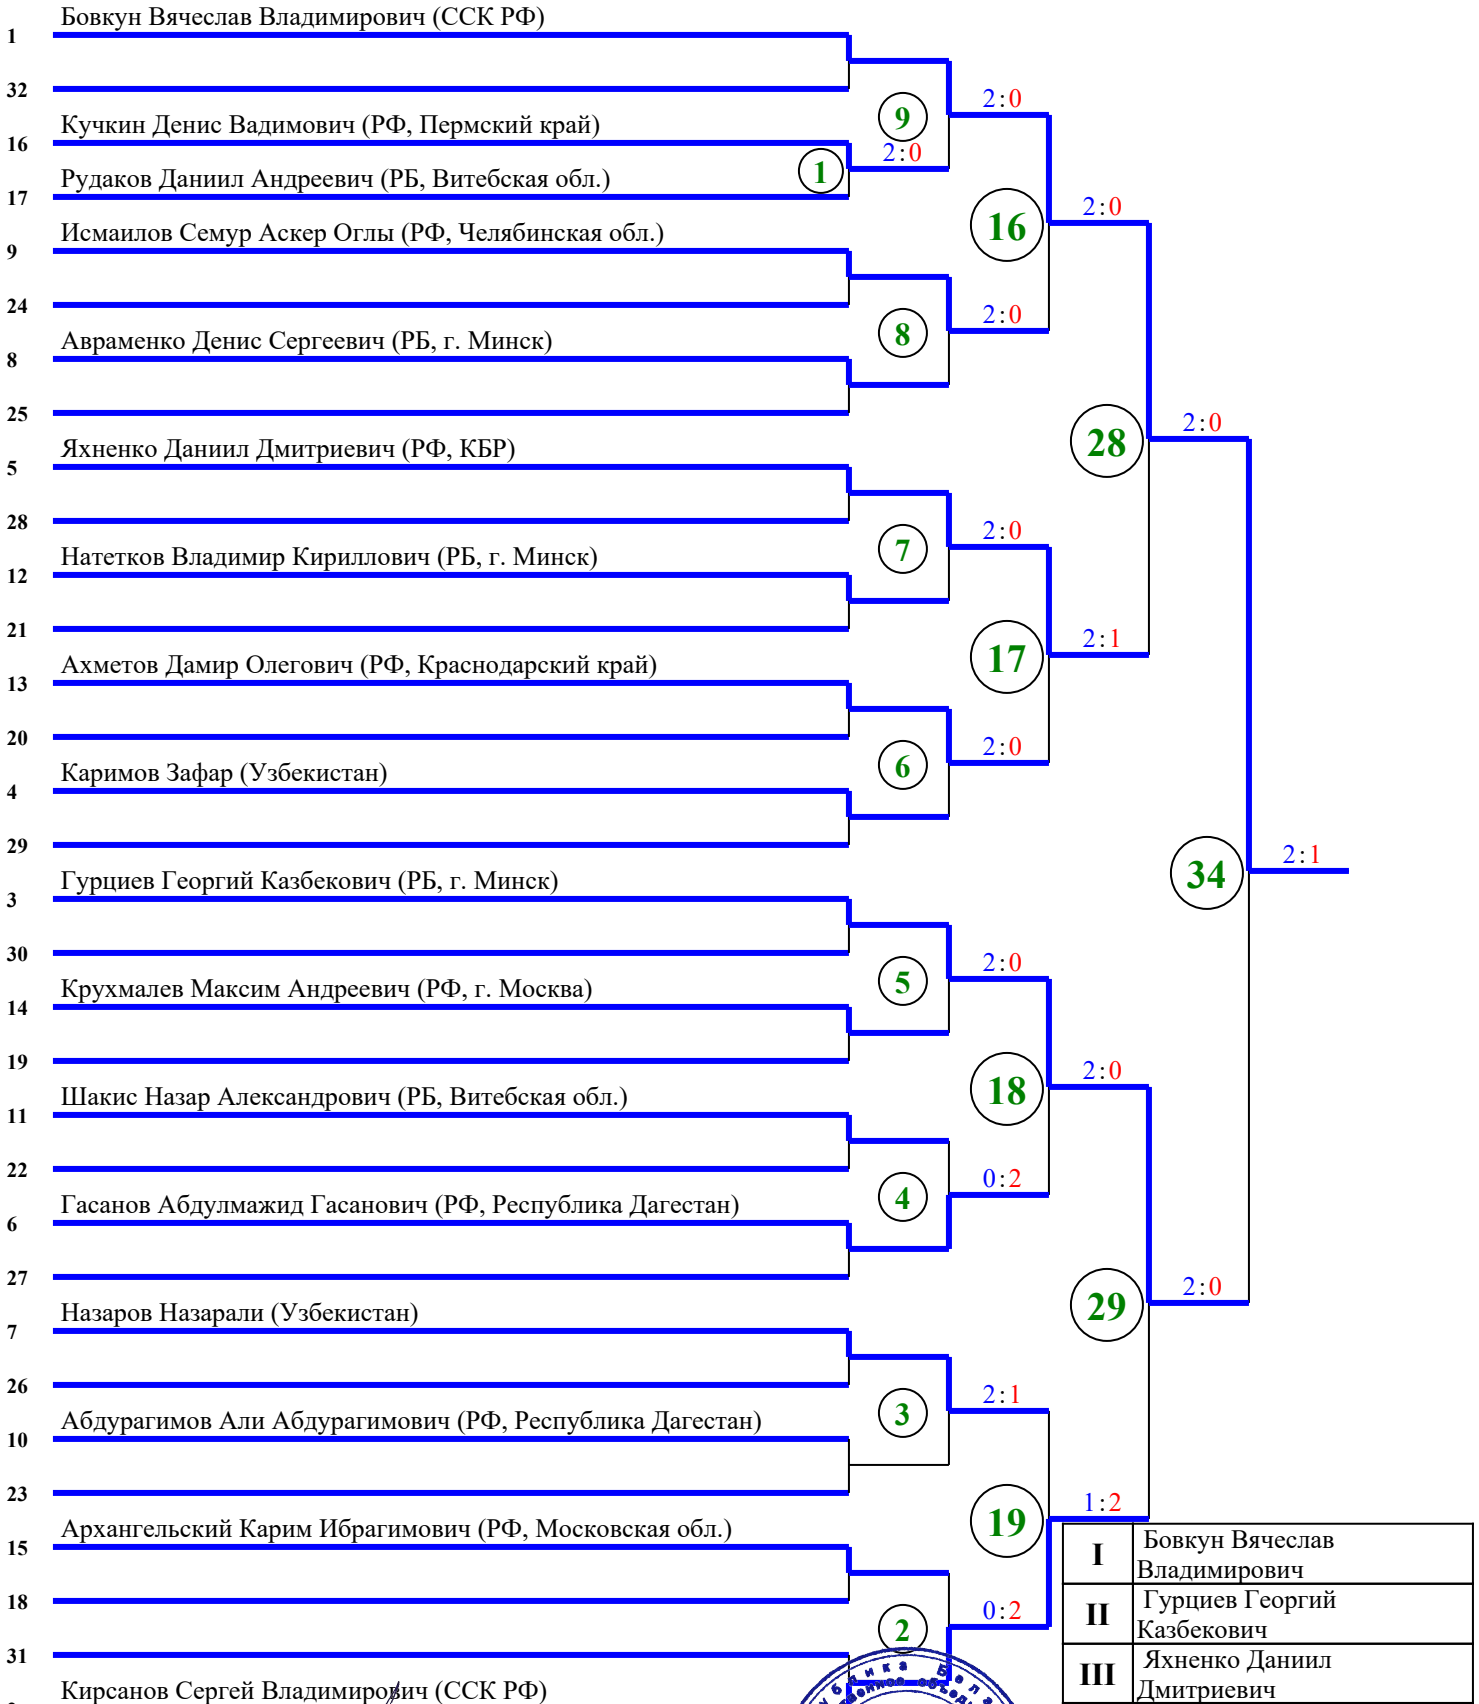 Бовкун Вячеслав Владимирович (ССК РФ)
1
32
2:0
Кучкин Денис Вадимович (РФ, Пермский край)
9
16
2:0
1
Рудаков Даниил Андреевич (РБ, Витебская обл.)
17
2:0
16
Исмаилов Семур Аскер Оглы (РФ, Челябинская обл.)
9
24
2:0
8
Авраменко Денис Сергеевич (РБ, г. Минск)
8
25
2:0
28
Яхненко Даниил Дмитриевич (РФ, КБР)
5
28
2:0
7
Натетков Владимир Кириллович (РБ, г. Минск)
12
21
2:1
17
Ахметов Дамир Олегович (РФ, Краснодарский край)
13
20
2:0
6
Каримов Зафар (Узбекистан)
4
29
2:1
34
Гурциев Георгий Казбекович (РБ, г. Минск)
3
30
2:0
5
Крухмалев Максим Андреевич (РФ, г. Москва)
14
19
2:0
18
Шакис Назар Александрович (РБ, Витебская обл.)
11
22
0:2
4
Гасанов Абдулмажид Гасанович (РФ, Республика Дагестан)
6
27
2:0
29
Назаров Назарали (Узбекистан)
7
26
2:1
3
Абдурагимов Али Абдурагимович (РФ, Республика Дагестан)
10
23
1:2
19
Архангельский Карим Ибрагимович (РФ, Московская обл.)
15
18
0:2
2
31
Кирсанов Сергей Владимирович (ССК РФ)
I
Бовкун Вячеслав
Владимирович
II
Гурциев Георгий
Казбекович
III
Яхненко Даниил
Дмитриевич